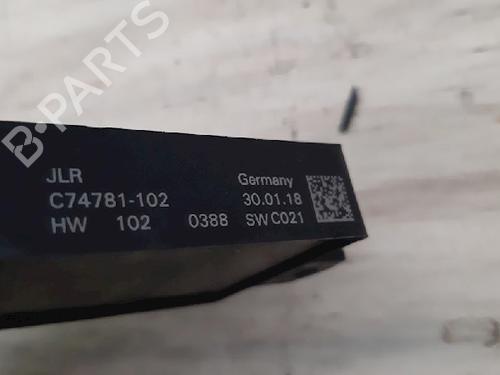 B-PARTS
JLR Germany
C74781-102 30.01.18
HW 102 0388 SW C021